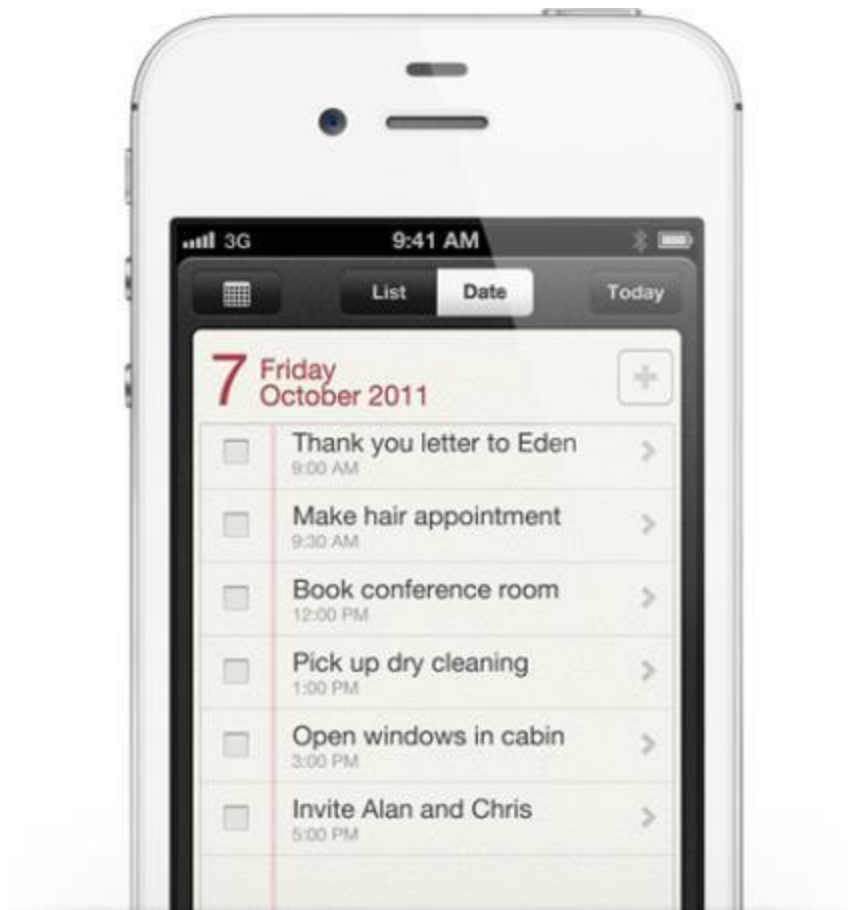 3G 9:41 AM
List Date Today
7 Friday
October 2011
Thank you letter to Eden
9:00 AM
Make hair appointment
9:30 AM
Book conference room
12:00 PM
Pick up dry cleaning
1:00 PM
Open windows in cabin
3:00 PM
Invite Alan and Chris
5:00 PM